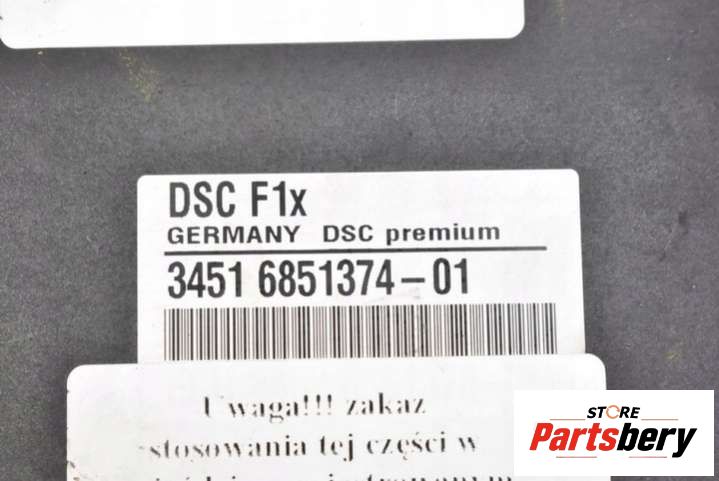 DSC F1x
GERMANY DSC premium
3451 6851374-01
Uwaga!!! zakaz
stosowania tej części w
STORE
Partsbery